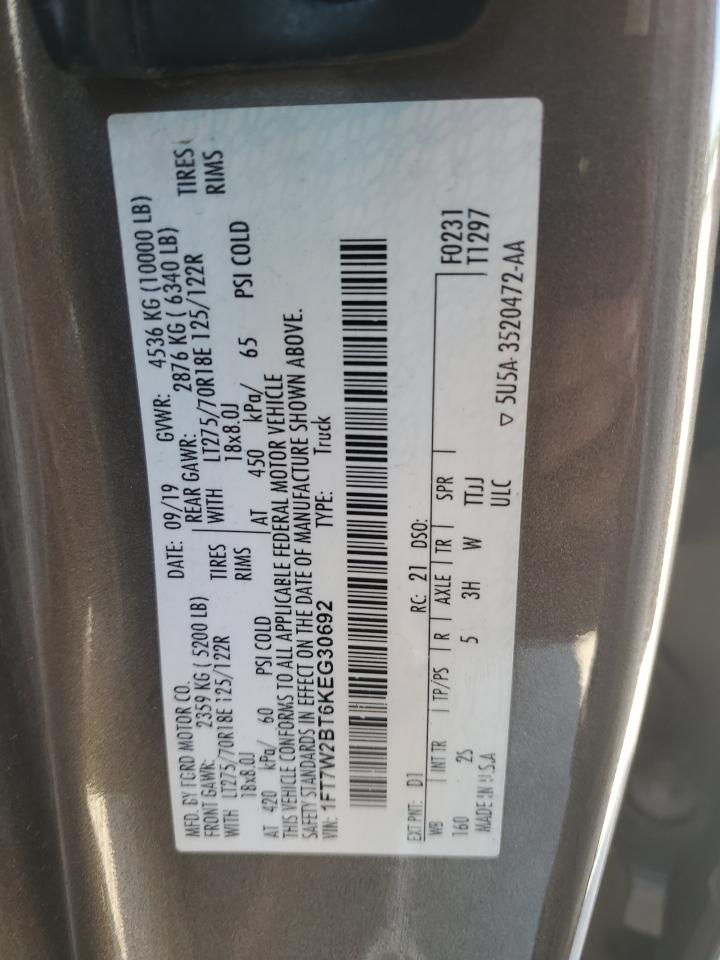 MFD. BY FORD MOTOR CO.
DATE: 09/19 GVWR: 4536 KG (10000 LB)
FRONT GAWR: 2359 KG ( 5200 LB) REAR GAWR: 2876 KG ( 6340 LB)
WITH LT275/70R18E 125/122R TIRES WITH LT275/70R18E 125/122R TIRES
18x8.0J RIMS 18x8.0J RIMS
AT 420 kPa/ 60 PSI COLD AT 450 kPa/ 65 PSI COLD
THIS VEHICLE CONFORMS TO ALL APPLICABLE FEDERAL MOTOR VEHICLE
SAFETY STANDARDS IN EFFECT ON THE DATE OF MANUFACTURE SHOWN ABOVE.
VIN: 1FT7W2BT6KEG30692 TYPE: Truck
EXT PNT: D1 RC: 21 DSO: F0231
WB INT TR TP/PS R AXLE TR SPR T1297
160 2S 5 3H W TTJJ
MADE IN U.S.A ULC ▽ 5U5A-3520472-AA